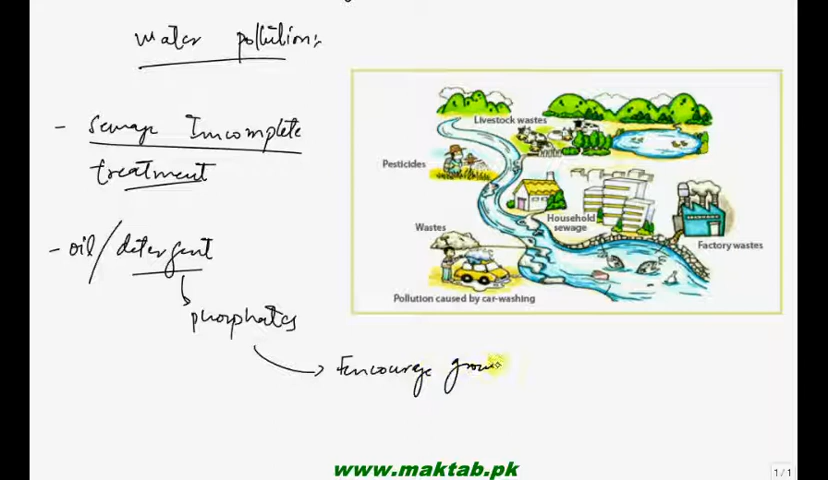 water pollution:
- sewage Incomplete
treatment
- oil/detergent
phosphates
Encourage grow
Livestock wastes
Pesticides
Household
sewage
Wastes
Factory wastes
Pollution caused by car-washing
www.maktab.pk
1/1